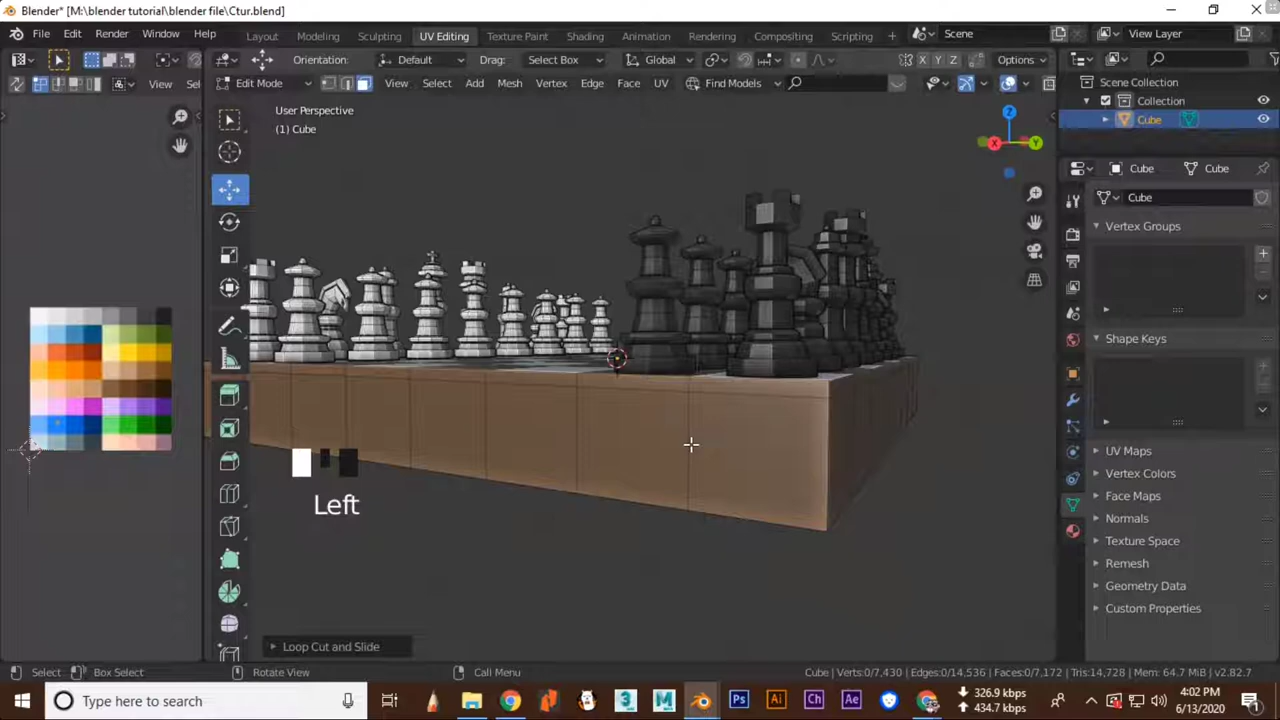 Blender* [M:\blender tutorial\blender file\Ctur.blend]
File Edit Render Window Help Layout Modeling Sculpting UV Editing Texture Paint Shading Animation Rendering Compositing Scripting Scene View Layer
Orientation: Default Drag: Select Box Global X Y Z Options
View Edit Mode View Select Add Mesh Vertex Edge Face UV Find Models
User Perspective
(1) Cube
Scene Collection
Collection
Cube
Cube Cube
Cube
Vertex Groups
Shape Keys
UV Maps
Vertex Colors
Face Maps
Normals
Texture Space
Remesh
Geometry Data
Custom Properties
Left
Loop Cut and Slide
Select Box Select Rotate View Call Menu Cube | Verts:0/7,430 | Edges:0/14,536 | Faces:0/7,172 | Tris:14,728 | Mem: 64.7 MiB | v2.82.7
Type here to search
326.9 kbps
434.7 kbps
4:02 PM
6/13/2020